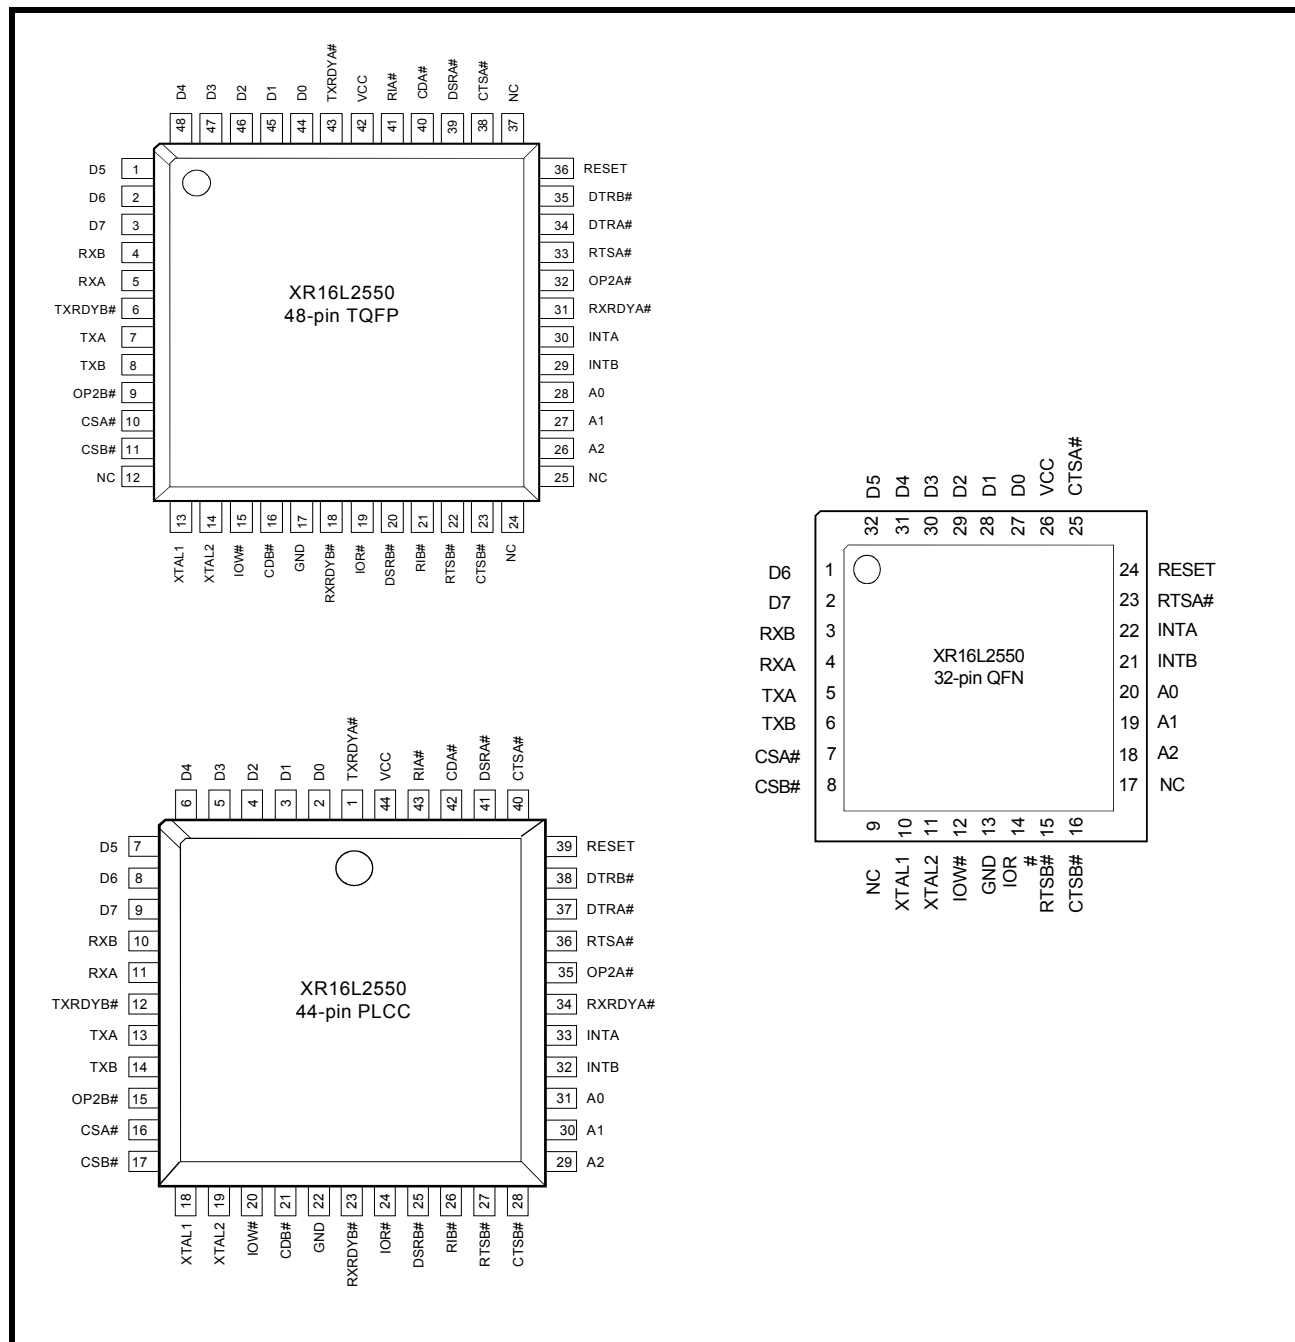 D4 D3 D2 D1 D0 TXRDYA# VCC RIA# CDA# DSRA# CTSA# NC
48 47 46 45 44 43 42 41 40 39 38 37
D5 1
D6 2
D7 3
RXB 4
RXA 5
TXRDYB# 6
TXA 7
TXB 8
OP2B# 9
CSA# 10
CSB# 11
NC 12
XR16L2550
48-pin TQFP
36 RESET
35 DTRB#
34 DTRA#
33 RTSA#
32 OP2A#
31 RXRDYA#
30 INTA
29 INTB
28 A0
27 A1
26 A2
25 NC
13 14 15 16 17 18 19 20 21 22 23 24
XTAL1 XTAL2 IOW# CDB# GND RXRDYB# IOR# DSRB# RIB# RTSB# CTSB# NC
D5 D4 D3 D2 D1 D0 VCC CTSA#
32 31 30 29 28 27 26 25
D6 1
D7 2
RXB 3
RXA 4
TXA 5
TXB 6
CSA# 7
CSB# 8
XR16L2550
32-pin QFN
24 RESET
23 RTSA#
22 INTA
21 INTB
20 A0
19 A1
18 A2
17 NC
9 10 11 12 13 14 15 16
NC XTAL1 XTAL2 IOW# GND IOR # RTSB# CTSB#
D4 D3 D2 D1 D0 TXRDYA# VCC RIA# CDA# DSRA# CTSA#
6 5 4 3 2 1 44 43 42 41 40
D5 7
D6 8
D7 9
RXB 10
RXA 11
TXRDYB# 12
TXA 13
TXB 14
OP2B# 15
CSA# 16
CSB# 17
XR16L2550
44-pin PLCC
39 RESET
38 DTRB#
37 DTRA#
36 RTSA#
35 OP2A#
34 RXRDYA#
33 INTA
32 INTB
31 A0
30 A1
29 A2
18 19 20 21 22 23 24 25 26 27 28
XTAL1 XTAL2 IOW# CDB# GND RXRDYB# IOR# DSRB# RIB# RTSB# CTSB#